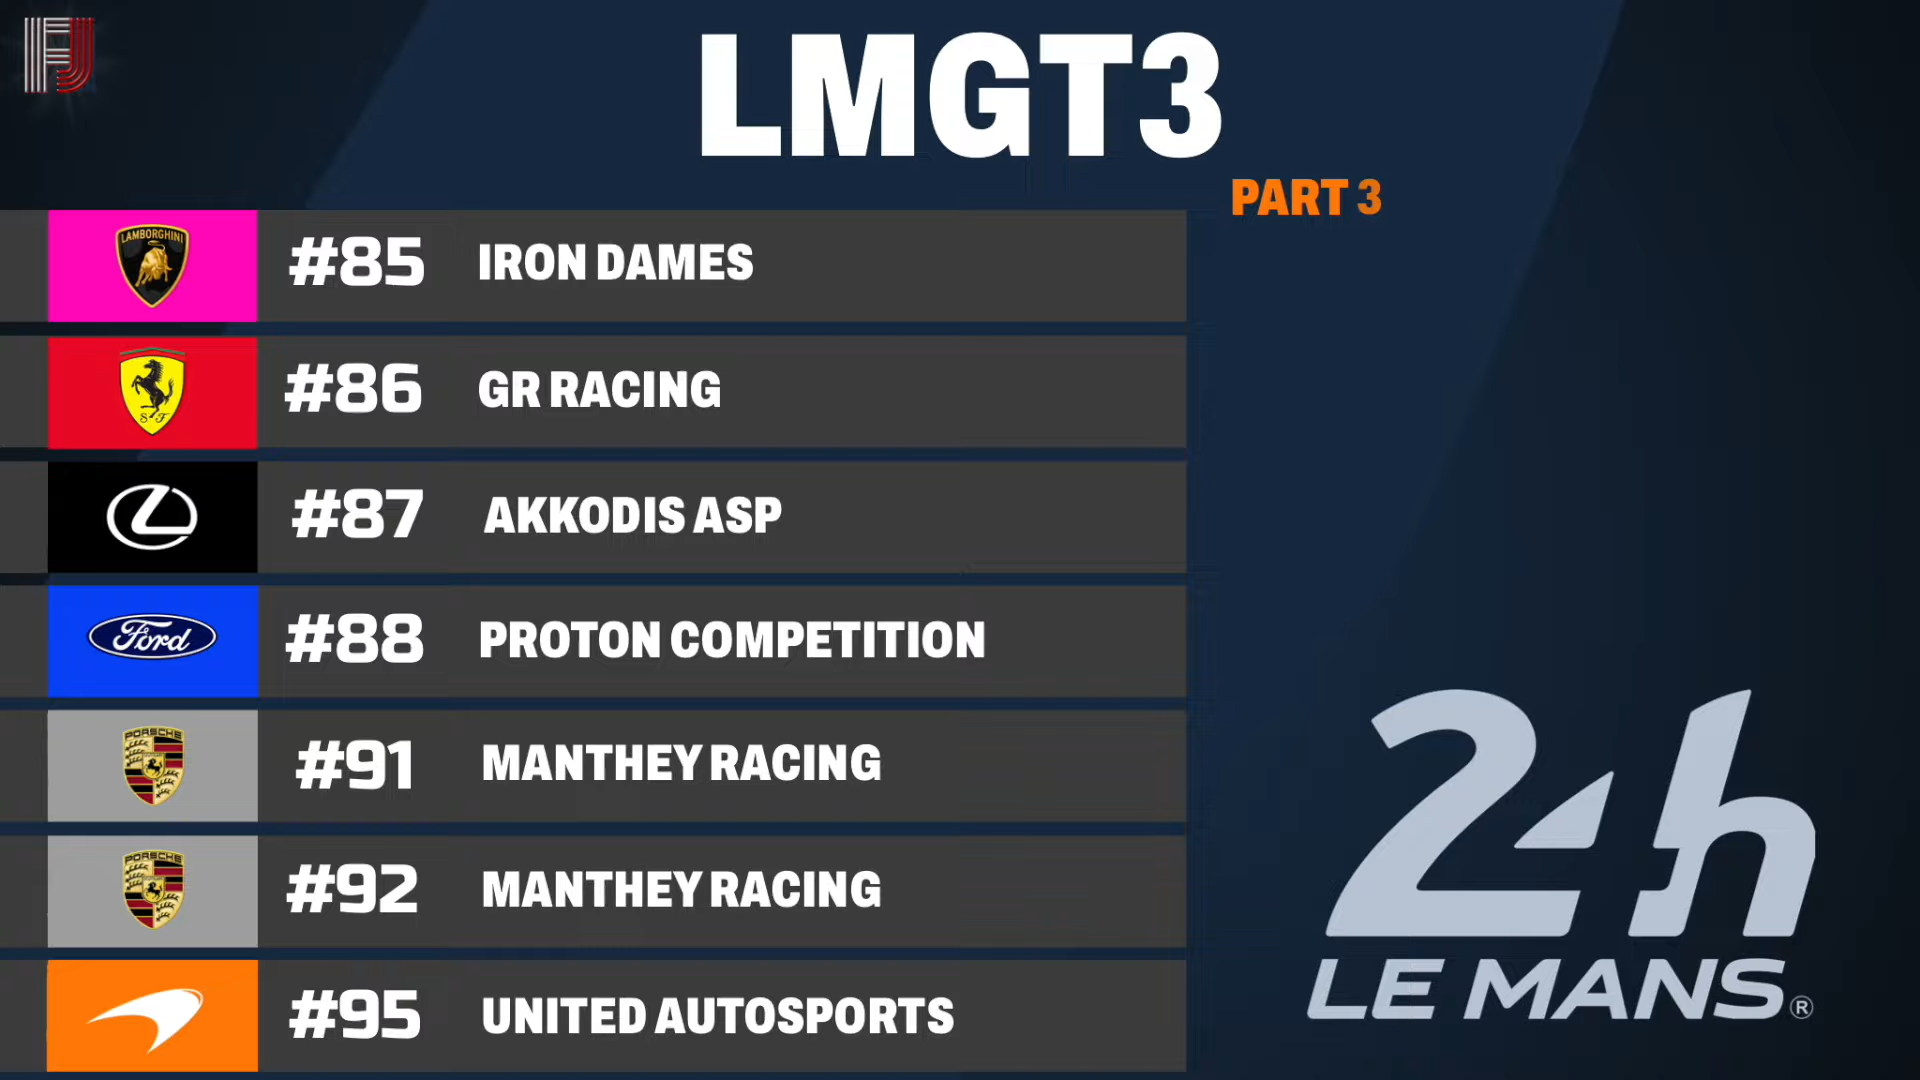 LMGT3
PART 3
LAMBORGHINI
#85 IRON DAMES
S F
#86 GR RACING
#87 AKKODIS ASP
Ford
#88 PROTON COMPETITION
PORSCHE
#91 MANTHEY RACING
PORSCHE
#92 MANTHEY RACING
#95 UNITED AUTOSPORTS
24h
LE MANS®